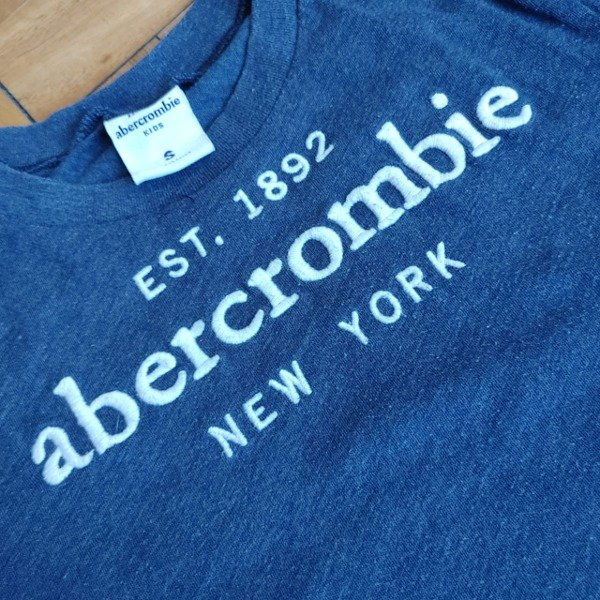 abercrombie
KIDS
S
EST. 1892
abercrombie
NEW YORK